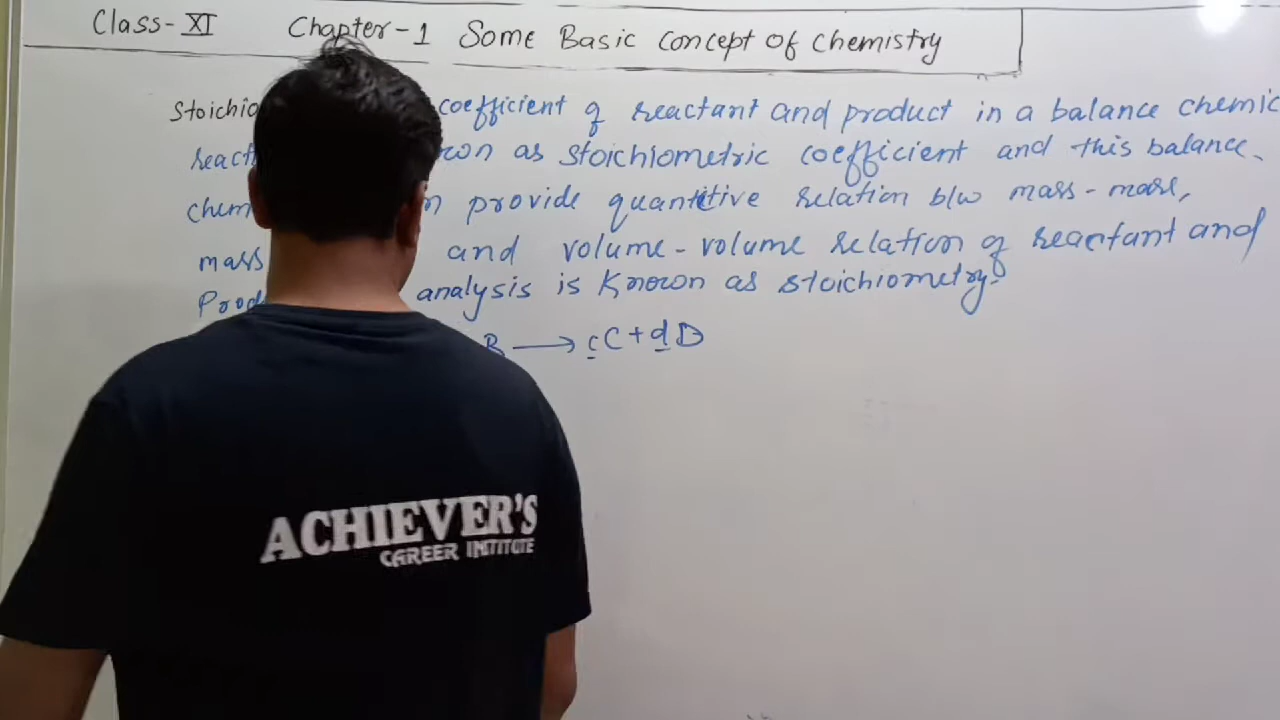 Class-XI Chapter-1 Some Basic Concept of Chemistry
Stoichio coefficient of reactant and product in a balance chemic
react own as stoichiometric coefficient and this balance
chem n provide quantitive relation b/w mass-mass,
mass and volume-volume relation of reactant and
Prod analysis is known as stoichiometry.
B → cC + dD
ACHIEVER'S
CAREER INSTITUTE